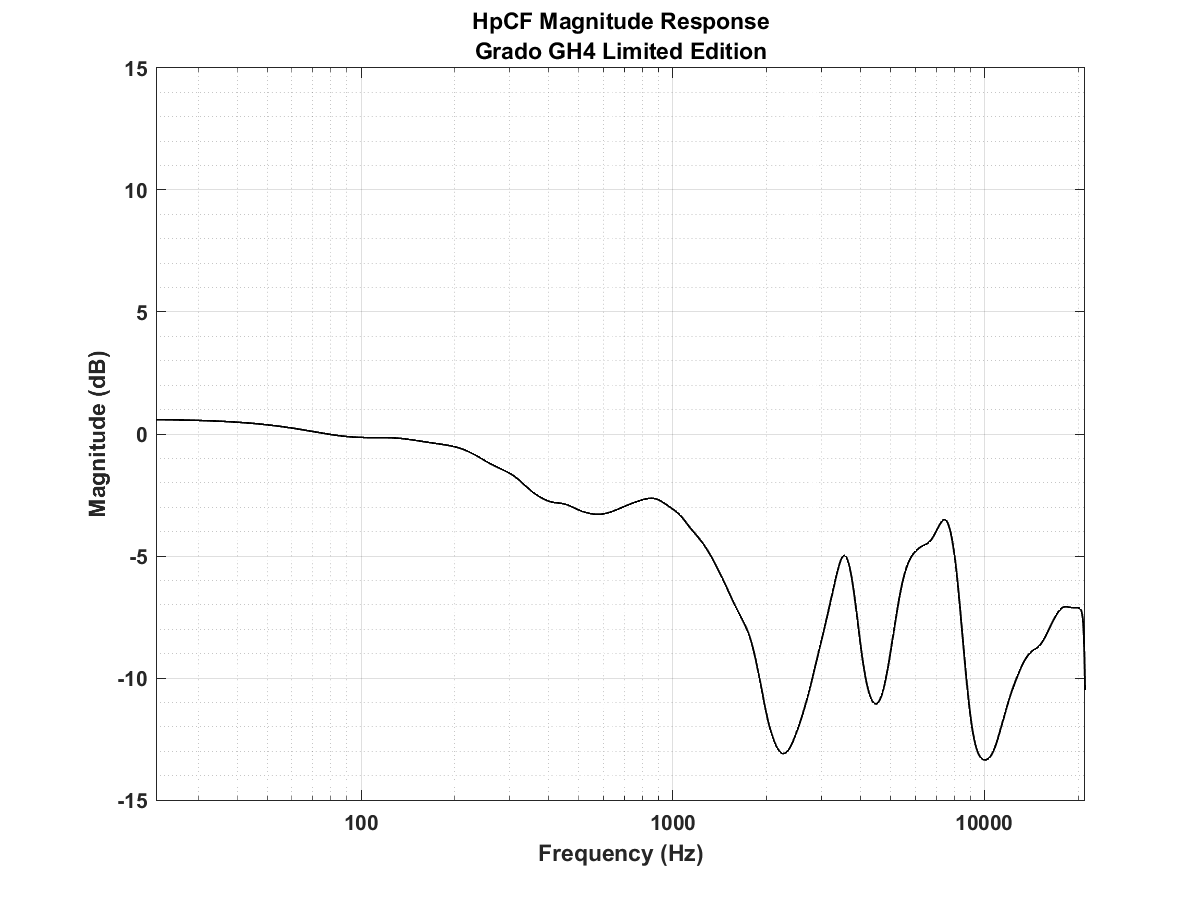 HpCF Magnitude Response
Grado GH4 Limited Edition
15
10
5
0
-5
-10
-15
Magnitude (dB)
100 1000 10000
Frequency (Hz)